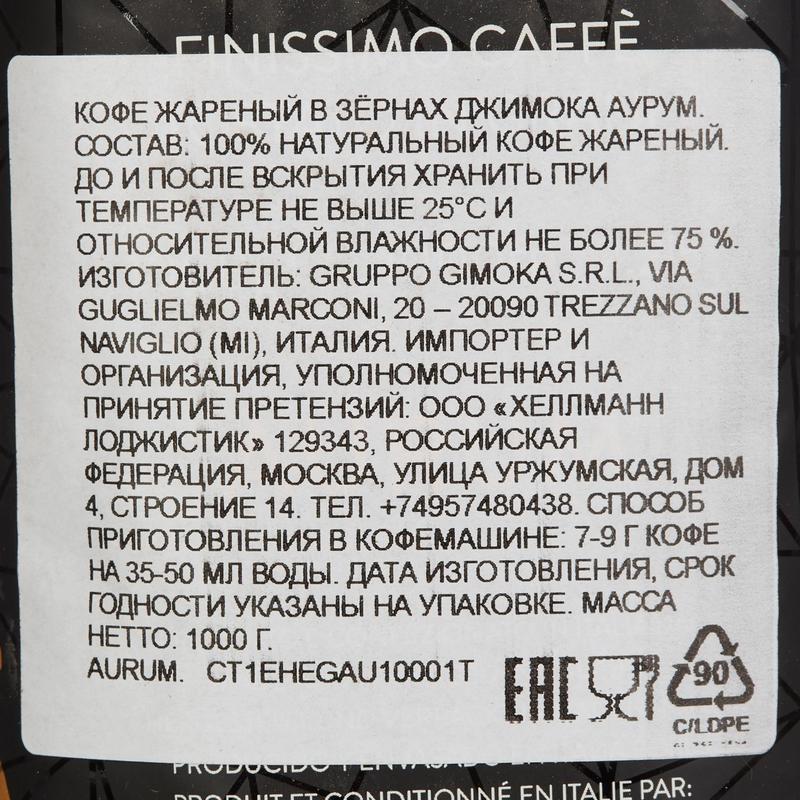 FINISSIMO CAFFÈ
КОФЕ ЖАРЕНЫЙ В ЗЁРНАХ ДЖИМОКА АУРУМ.
СОСТАВ: 100% НАТУРАЛЬНЫЙ КОФЕ ЖАРЕНЫЙ.
ДО И ПОСЛЕ ВСКРЫТИЯ ХРАНИТЬ ПРИ
ТЕМПЕРАТУРЕ НЕ ВЫШЕ 25°С И
ОТНОСИТЕЛЬНОЙ ВЛАЖНОСТИ НЕ БОЛЕЕ 75 %.
ИЗГОТОВИТЕЛЬ: GRUPPO GIMOKA S.R.L., VIA
GUGLIELMO MARCONI, 20 – 20090 TREZZANO SUL
NAVIGLIO (MI), ИТАЛИЯ. ИМПОРТЕР И
ОРГАНИЗАЦИЯ, УПОЛНОМОЧЕННАЯ НА
ПРИНЯТИЕ ПРЕТЕНЗИЙ: ООО «ХЕЛЛМАНН
ЛОДЖИСТИК» 129343, РОССИЙСКАЯ
ФЕДЕРАЦИЯ, МОСКВА, УЛИЦА УРЖУМСКАЯ, ДОМ
4, СТРОЕНИЕ 14. ТЕЛ. +74957480438. СПОСОБ
ПРИГОТОВЛЕНИЯ В КОФЕМАШИНЕ: 7-9 Г КОФЕ
НА 35-50 МЛ ВОДЫ. ДАТА ИЗГОТОВЛЕНИЯ, СРОК
ГОДНОСТИ УКАЗАНЫ НА УПАКОВКЕ. МАССА
НЕТТО: 1000 Г.
AURUM. CT1EHEGAU10001T
EAC
90
C/LDPE
PRODUCIDO Y ENVASADO
PRODUIT ET CONDITIONNÉ EN ITALIE PAR: